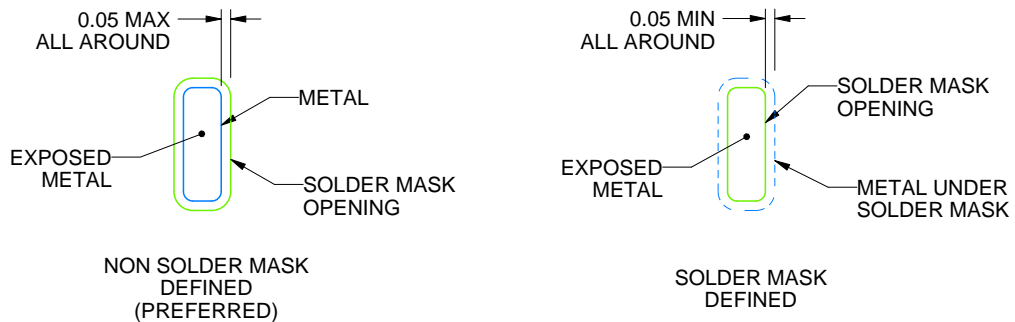 0.05 MAX
ALL AROUND
METAL
EXPOSED
METAL
SOLDER MASK
OPENING
NON SOLDER MASK
DEFINED
(PREFERRED)
0.05 MIN
ALL AROUND
SOLDER MASK
OPENING
EXPOSED
METAL
METAL UNDER
SOLDER MASK
SOLDER MASK
DEFINED